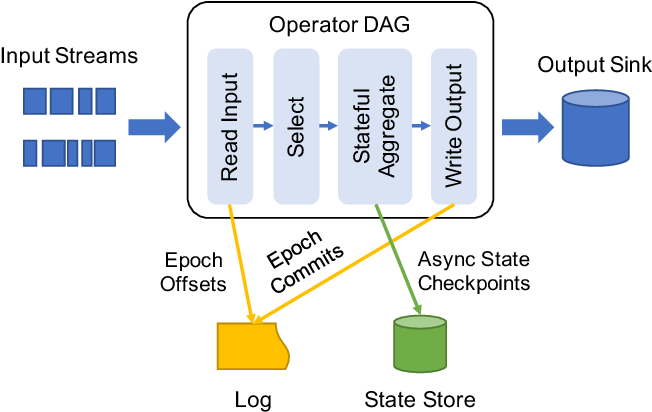 Operator DAG
Input Streams
Output Sink
Read Input
Select
Stateful
Aggregate
Write Output
Epoch
Offsets
Epoch
Commits
Async State
Checkpoints
Log
State Store